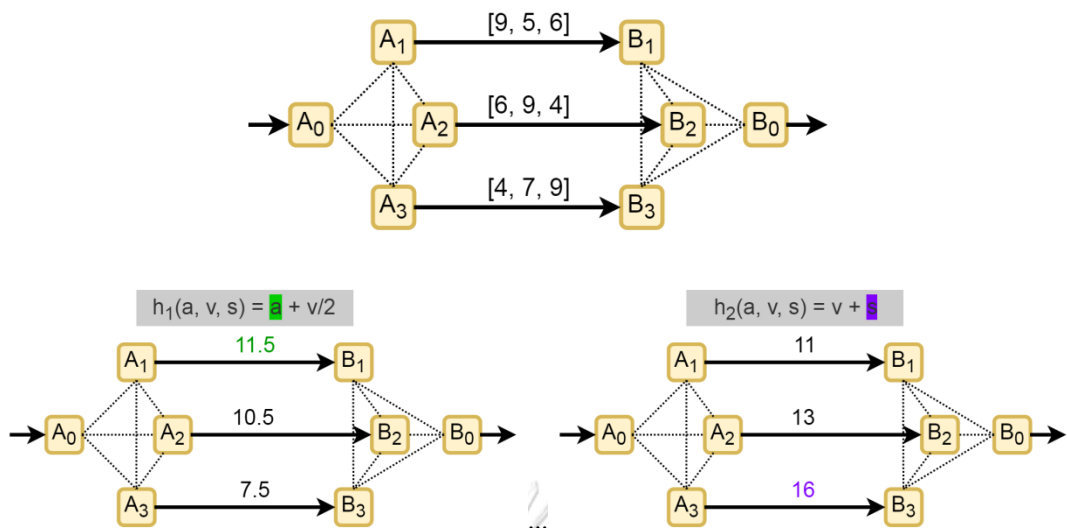 [9, 5, 6]
A₁ B₁
[6, 9, 4]
A₀ A₂ B₂ B₀
[4, 7, 9]
A₃ B₃
h₁(a, v, s) = a + v/2
11.5
A₁ B₁
10.5
A₀ A₂ B₂ B₀
7.5
A₃ B₃
...
h₂(a, v, s) = v + s
11
A₁ B₁
13
A₀ A₂ B₂ B₀
16
A₃ B₃